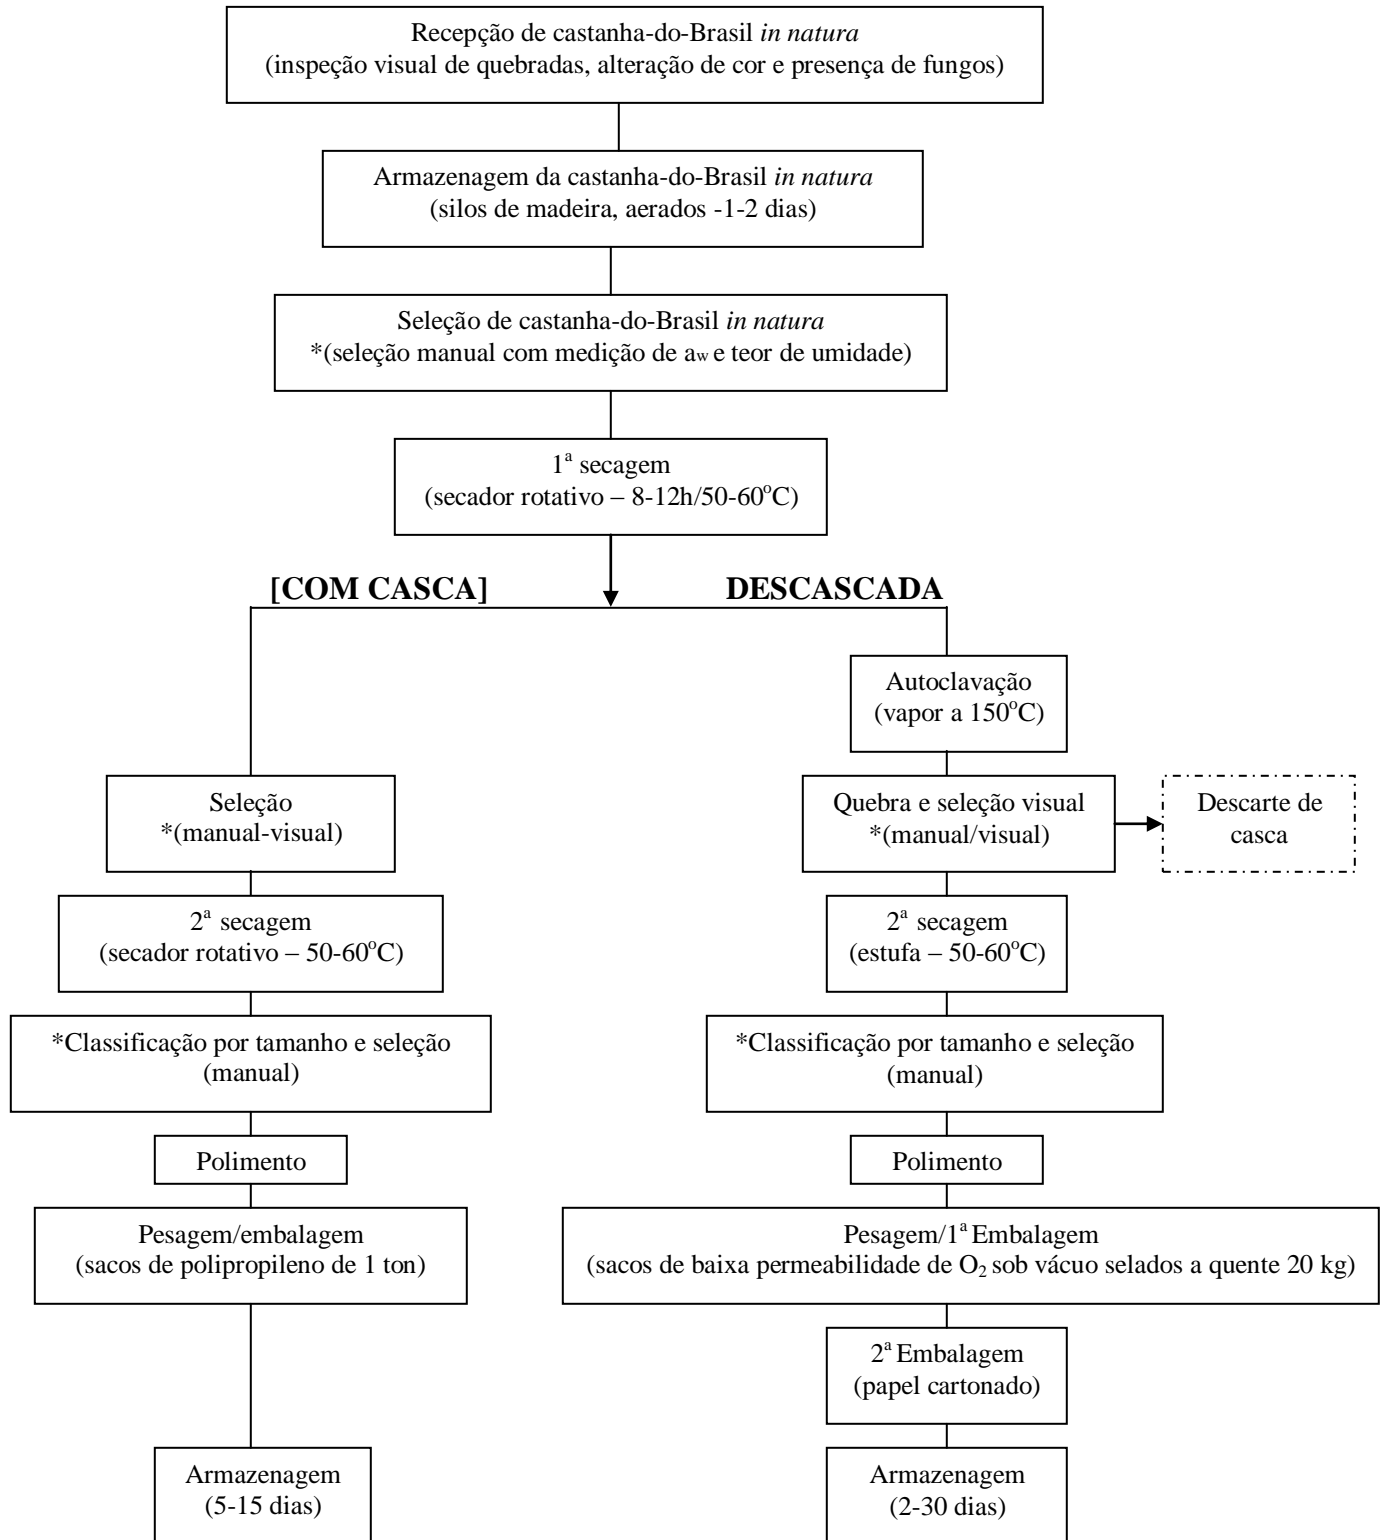 Recepção de castanha-do-Brasil in natura
(inspeção visual de quebradas, alteração de cor e presença de fungos)
Armazenagem da castanha-do-Brasil in natura
(silos de madeira, aerados -1-2 dias)
Seleção de castanha-do-Brasil in natura
*(seleção manual com medição de aw e teor de umidade)
1ª secagem
(secador rotativo – 8-12h/50-60ºC)
[COM CASCA]
DESCASCADA
Autoclavação
(vapor a 150ºC)
Seleção
*(manual-visual)
Quebra e seleção visual
*(manual/visual)
Descarte de
casca
2ª secagem
(secador rotativo – 50-60ºC)
2ª secagem
(estufa – 50-60ºC)
*Classificação por tamanho e seleção
(manual)
*Classificação por tamanho e seleção
(manual)
Polimento
Polimento
Pesagem/embalagem
(sacos de polipropileno de 1 ton)
Pesagem/1ª Embalagem
(sacos de baixa permeabilidade de O₂ sob vácuo selados a quente 20 kg)
2ª Embalagem
(papel cartonado)
Armazenagem
(5-15 dias)
Armazenagem
(2-30 dias)